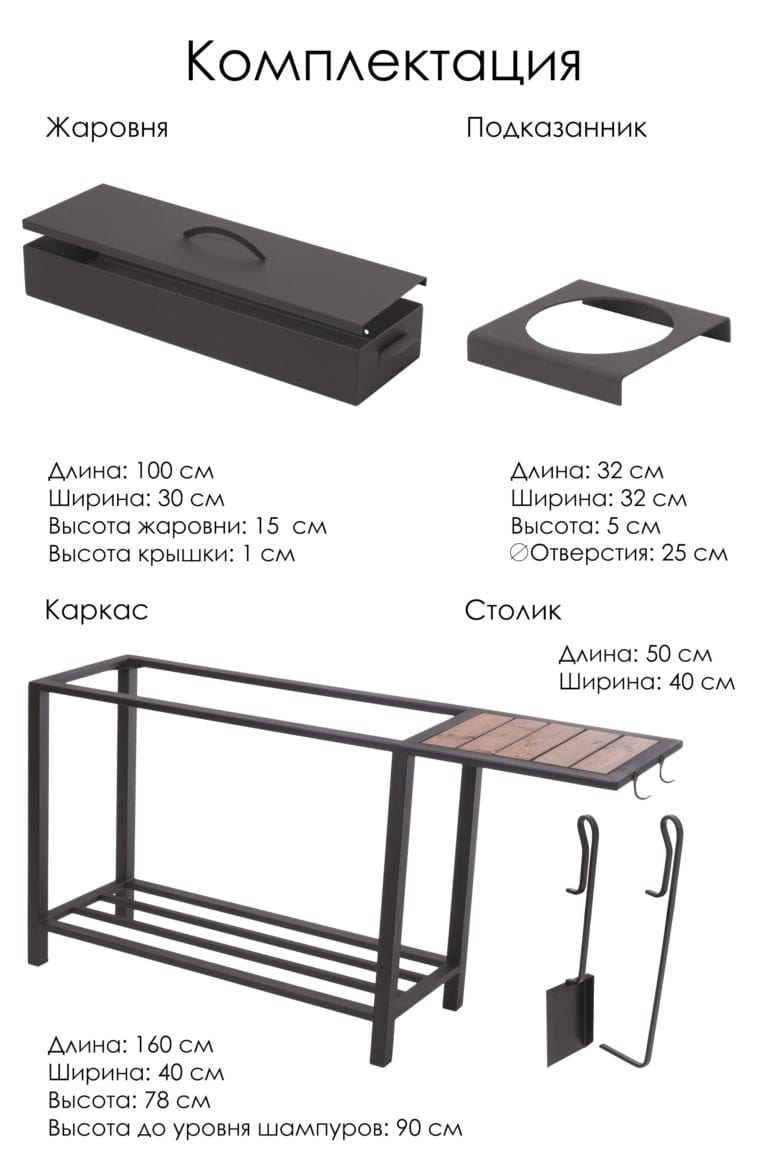 Комплектация
Жаровня
Подказанник
Длина: 100 см
Ширина: 30 см
Высота жаровни: 15 см
Высота крышки: 1 см
Длина: 32 см
Ширина: 32 см
Высота: 5 см
∅Отверстия: 25 см
Каркас
Столик
Длина: 50 см
Ширина: 40 см
Длина: 160 см
Ширина: 40 см
Высота: 78 см
Высота до уровня шампуров: 90 см